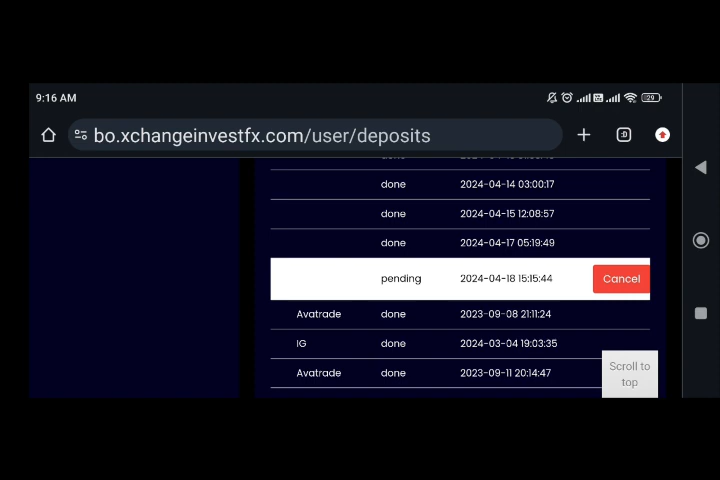 9:16 AM
29
bo.xchangeinvestfx.com/user/deposits
:D
done 2024-04-14 03:00:17
done 2024-04-15 12:08:57
done 2024-04-17 05:19:49
pending 2024-04-18 15:15:44 Cancel
Avatrade done 2023-09-08 21:11:24
IG done 2024-03-04 19:03:35
Avatrade done 2023-09-11 20:14:47
Scroll to
top